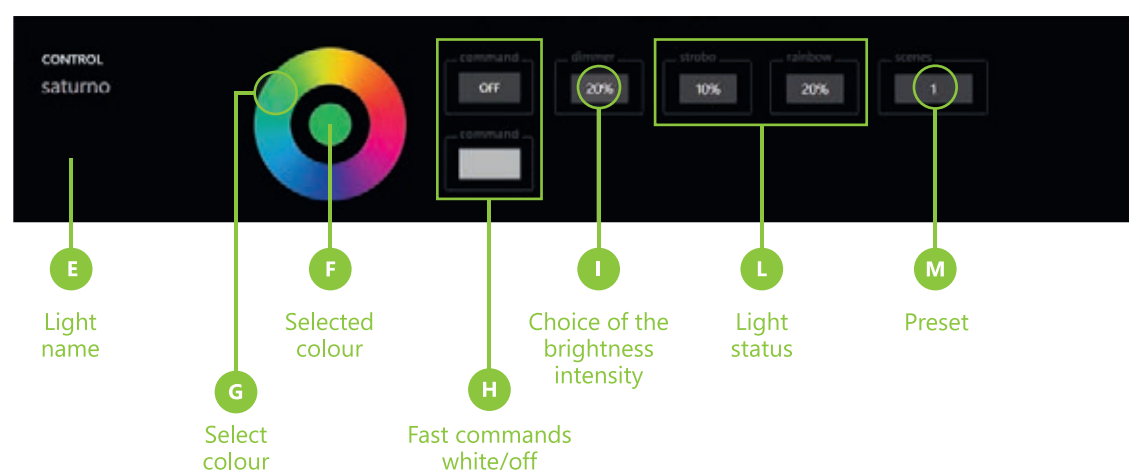 CONTROL
saturno
command
OFF
command
dimmer
20%
strobo
10%
rainbow
20%
scenes
1
E
Light
name
F
Selected
colour
I
Choice of the
brightness
intensity
L
Light
status
M
Preset
G
Select
colour
H
Fast commands
white/off